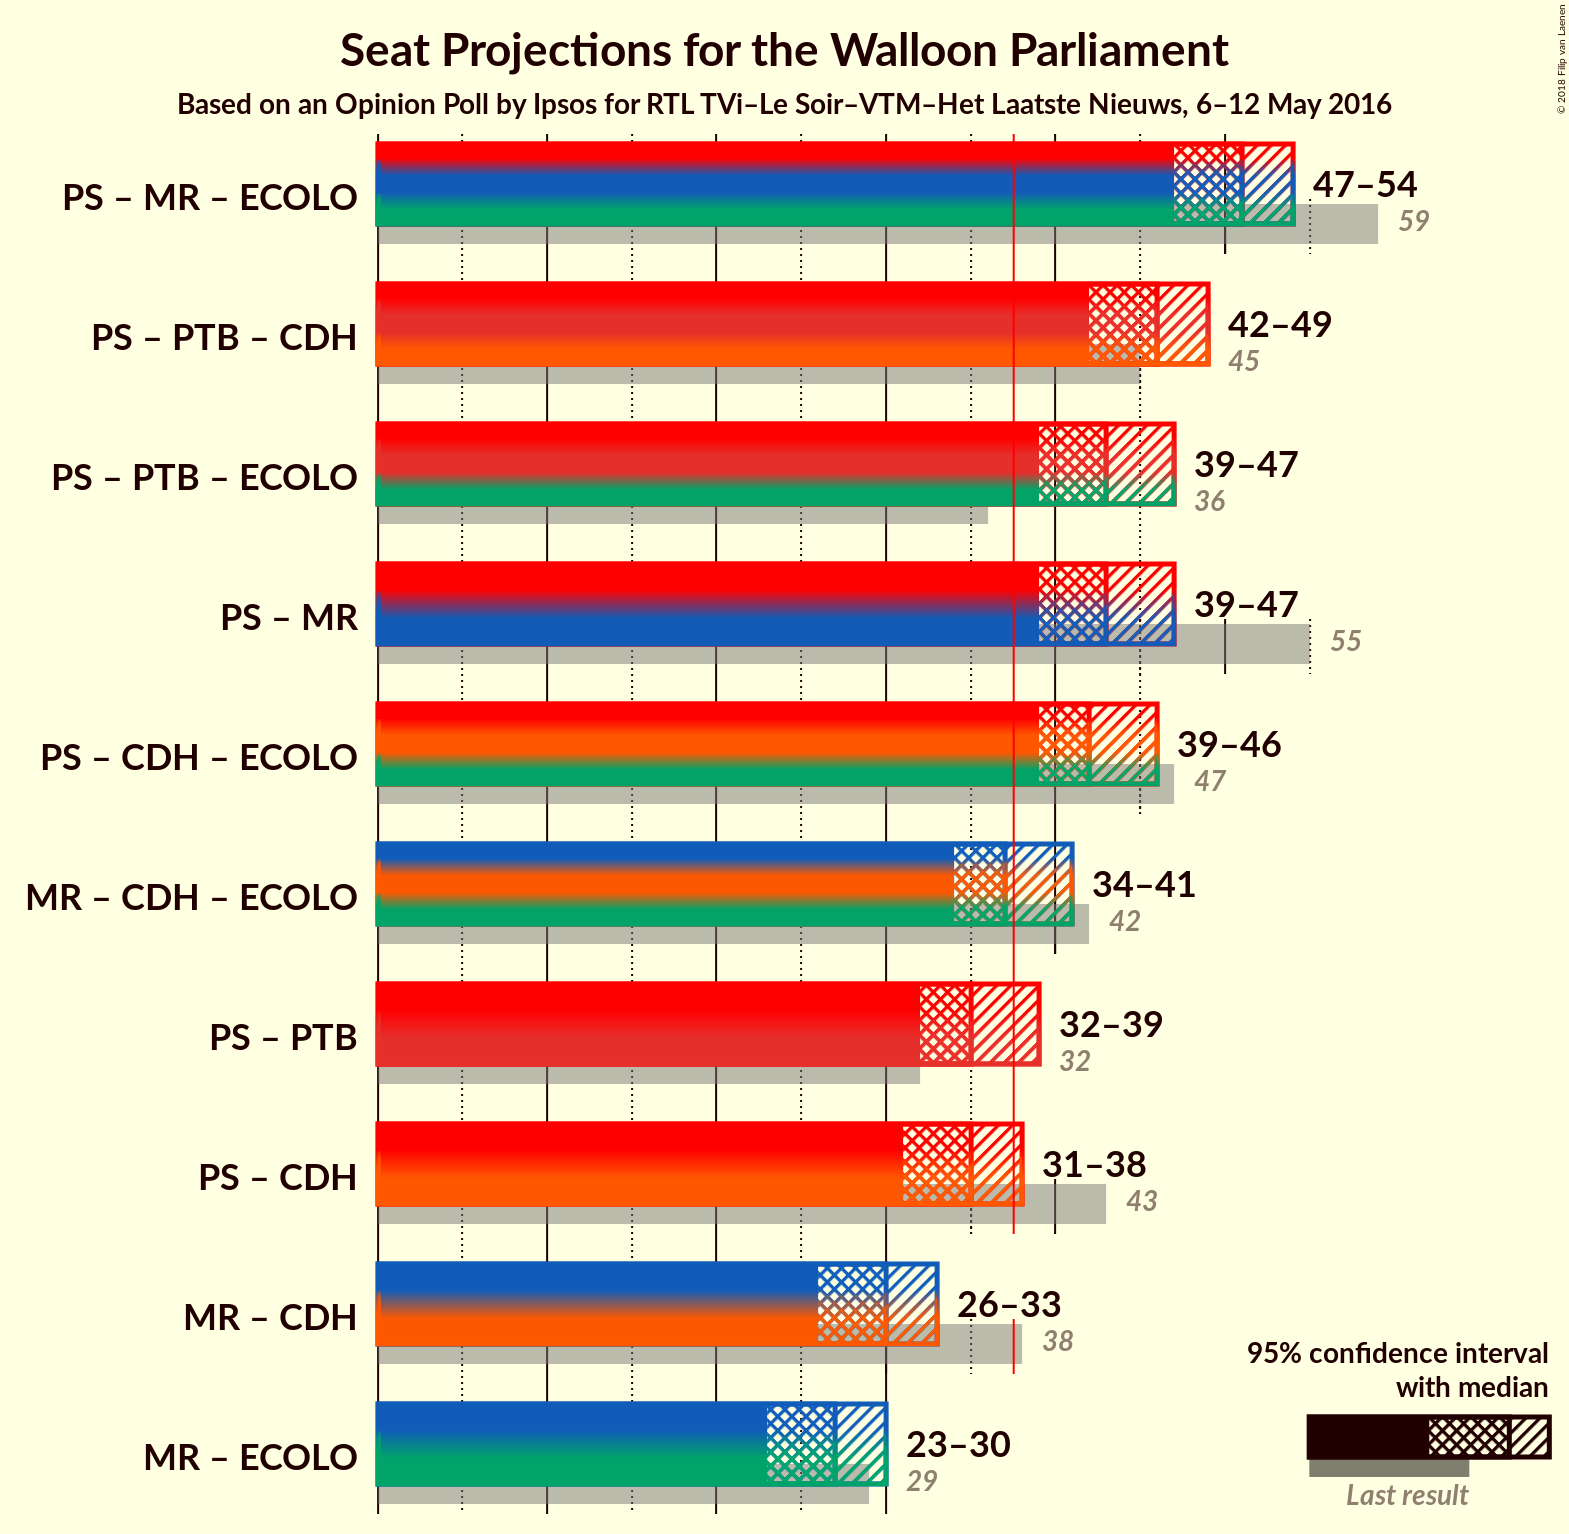 Seat Projections for the Walloon Parliament
Based on an Opinion Poll by Ipsos for RTL TVi–Le Soir–VTM–Het Laatste Nieuws, 6–12 May 2016
© 2018 Filip van Laenen
PS – MR – ECOLO
47–54
59
PS – PTB – CDH
42–49
45
PS – PTB – ECOLO
39–47
36
PS – MR
39–47
55
PS – CDH – ECOLO
39–46
47
MR – CDH – ECOLO
34–41
42
PS – PTB
32–39
32
PS – CDH
31–38
43
MR – CDH
26–33
38
MR – ECOLO
23–30
29
95% confidence interval
with median
Last result